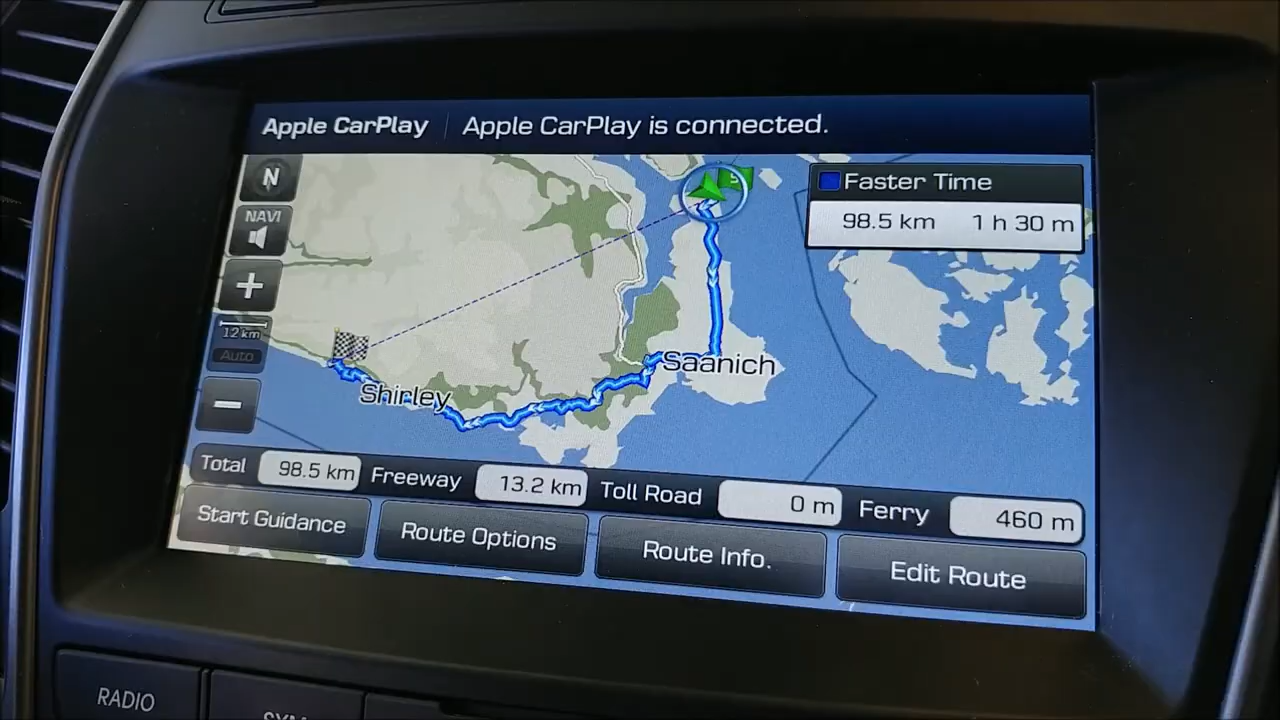 Apple CarPlay Apple CarPlay is connected.
N
NAVI
Faster Time
98.5 km 1 h 30 m
+
12 km
Auto
Saanich
Shirley
Total 98.5 km Freeway 13.2 km Toll Road 0 m Ferry 460 m
Start Guidance Route Options Route Info. Edit Route
RADIO